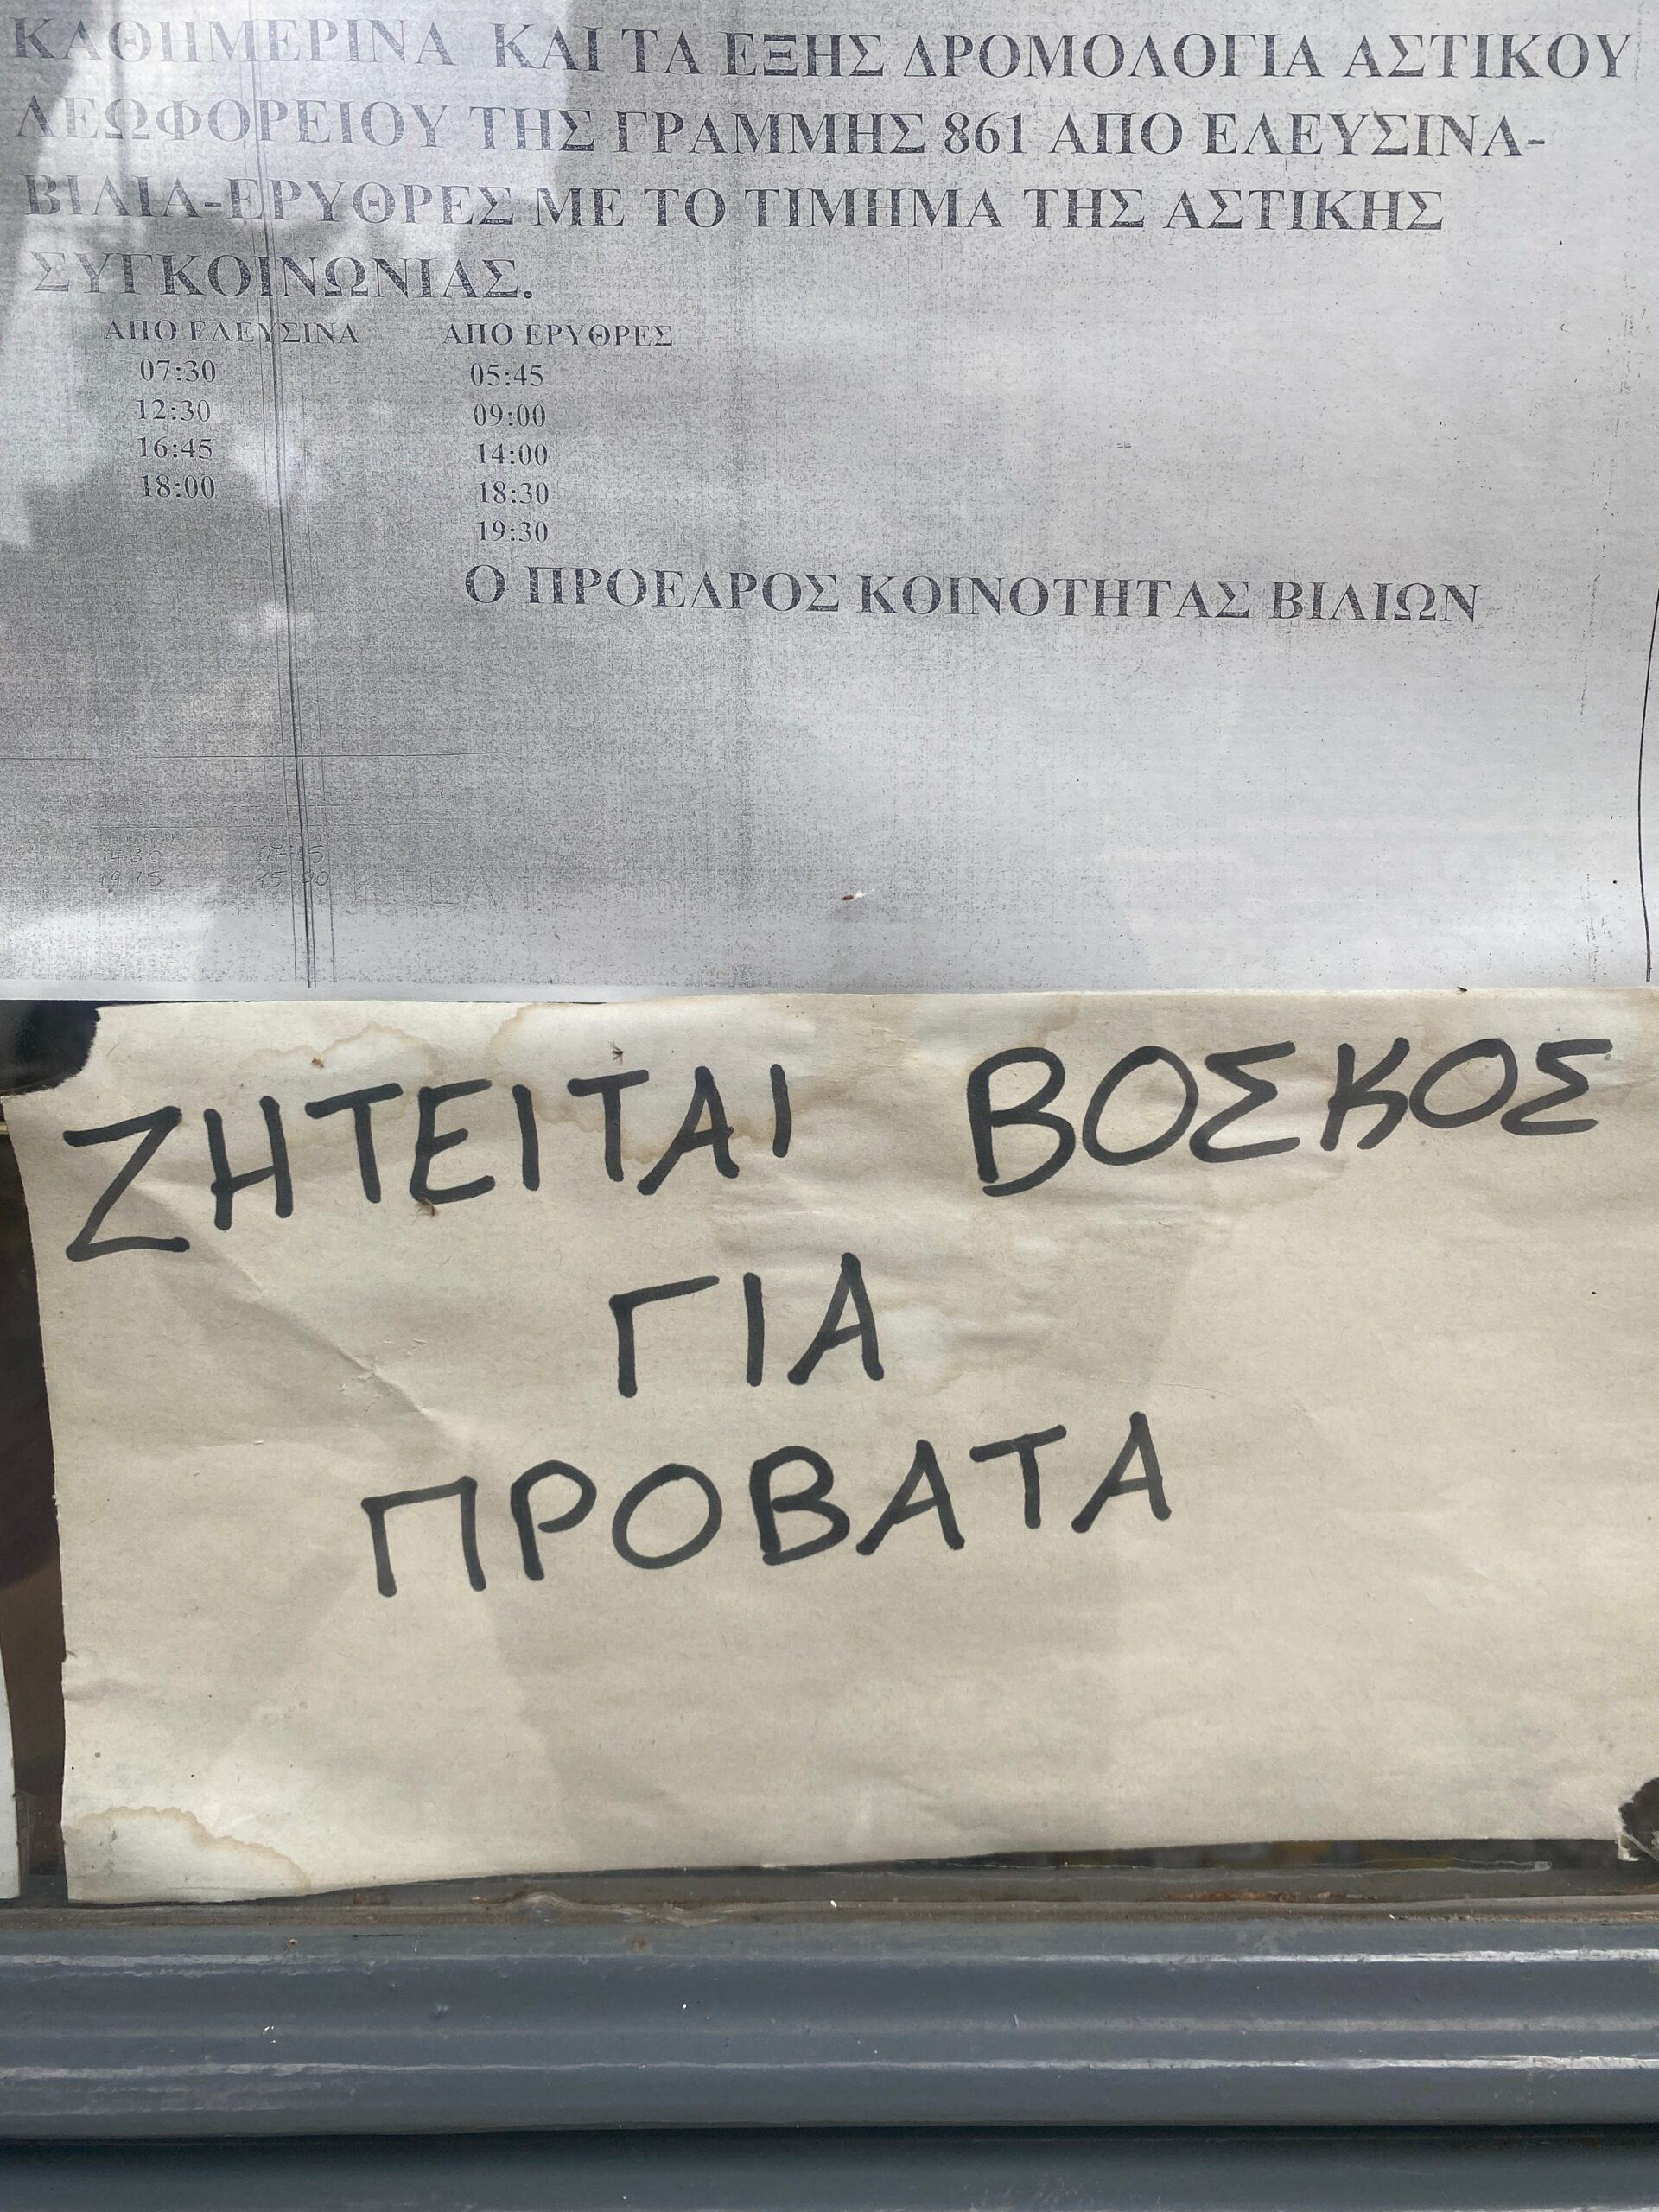 ΚΑΘΗΜΕΡΙΝΑ ΚΑΙ ΤΑ ΕΞΗΣ ΔΡΟΜΟΛΟΓΙΑ ΑΣΤΙΚΟΥ
ΛΕΩΦΟΡΕΙΟΥ ΤΗΣ ΓΡΑΜΜΗΣ 861 ΑΠΟ ΕΛΕΥΣΙΝΑ-
ΒΙΛΙΑ-ΕΡΥΘΡΕΣ ΜΕ ΤΟ ΤΙΜΗΜΑ ΤΗΣ ΑΣΤΙΚΗΣ
ΣΥΓΚΟΙΝΩΝΙΑΣ.
ΑΠΟ ΕΛΕΥΣΙΝΑ ΑΠΟ ΕΡΥΘΡΕΣ
07:30 05:45
12:30 09:00
16:45 14:00
18:00 18:30
19:30
Ο ΠΡΟΕΔΡΟΣ ΚΟΙΝΟΤΗΤΑΣ ΒΙΛΙΩΝ
ΖΗΤΕΙΤΑΙ ΒΟΣΚΟΣ
ΓΙΑ
ΠΡΟΒΑΤΑ